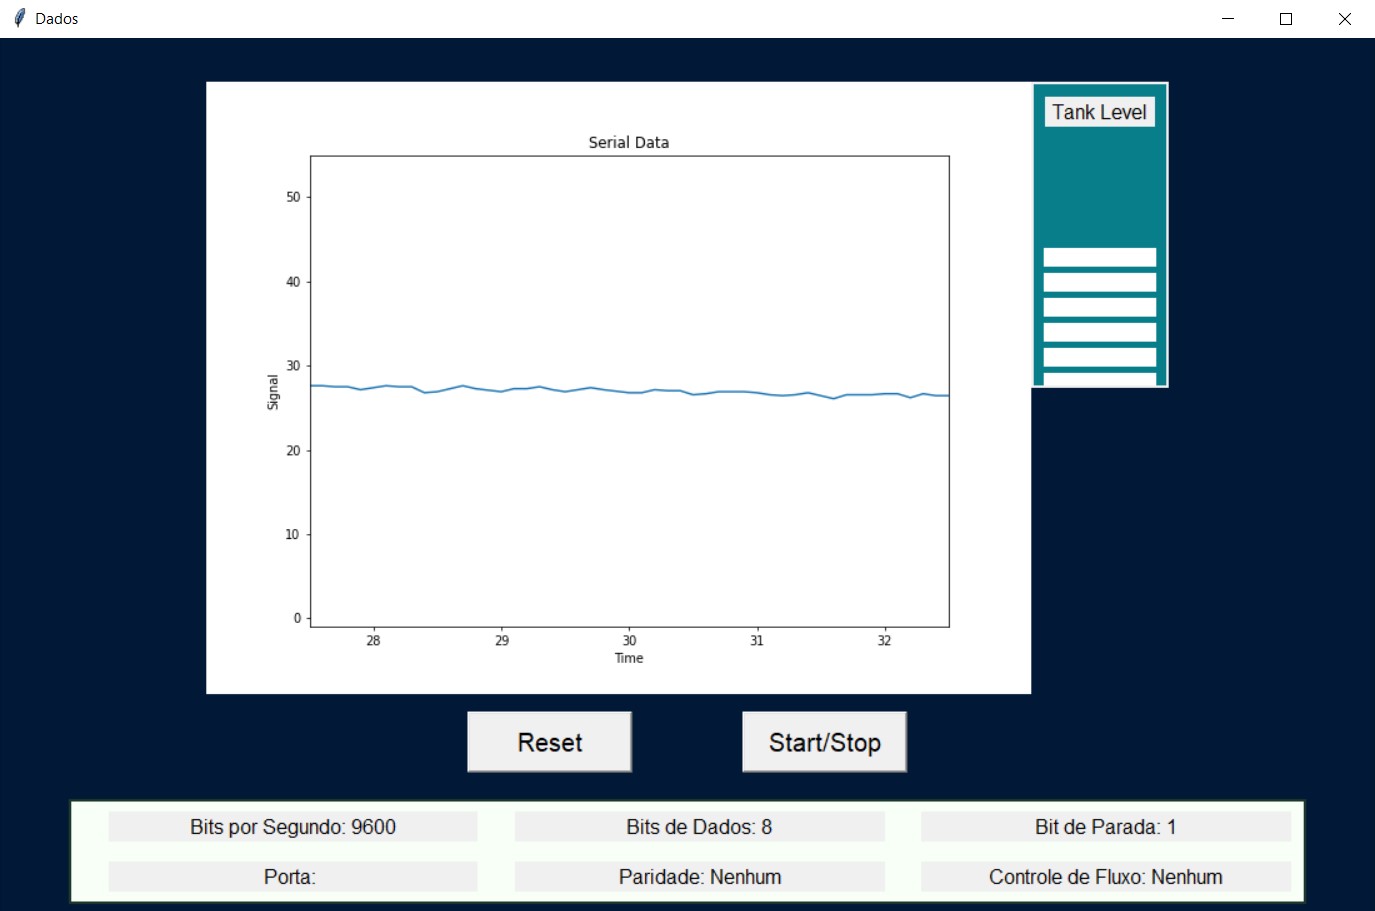 Dados
Serial Data
Tank Level
50
40
30
20
10
0
Signal
28 29 30 31 32
Time
Reset Start/Stop
Bits por Segundo: 9600 Bits de Dados: 8 Bit de Parada: 1
Porta: Paridade: Nenhum Controle de Fluxo: Nenhum